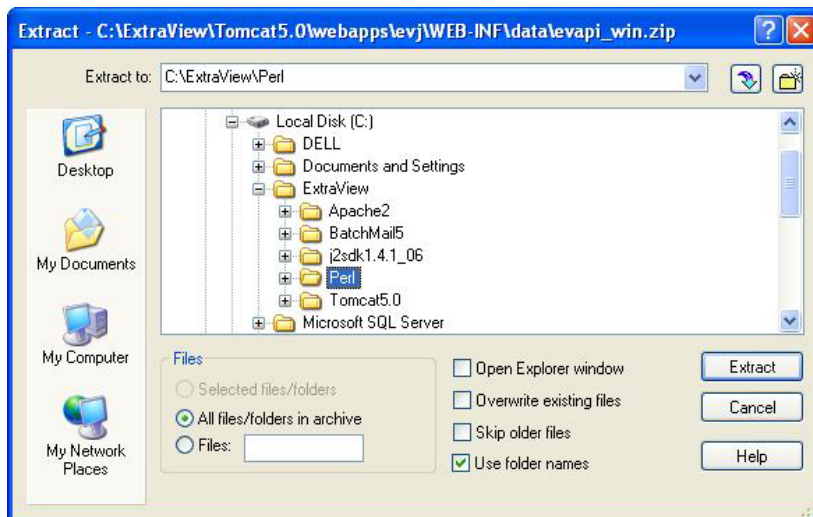 Extract - C:\ExtraView\Tomcat5.0\webapps\evj\WEB-INF\data\evapi_win.zip
Extract to: C:\ExtraView\Perl
Desktop
My Documents
My Computer
My Network
Places
Local Disk (C:)
DELL
Documents and Settings
ExtraView
Apache2
BatchMail5
j2sdk1.4.1_06
Perl
Tomcat5.0
Microsoft SQL Server
Files
Selected files/folders
All files/folders in archive
Files:
Open Explorer window
Overwrite existing files
Skip older files
Use folder names
Extract
Cancel
Help